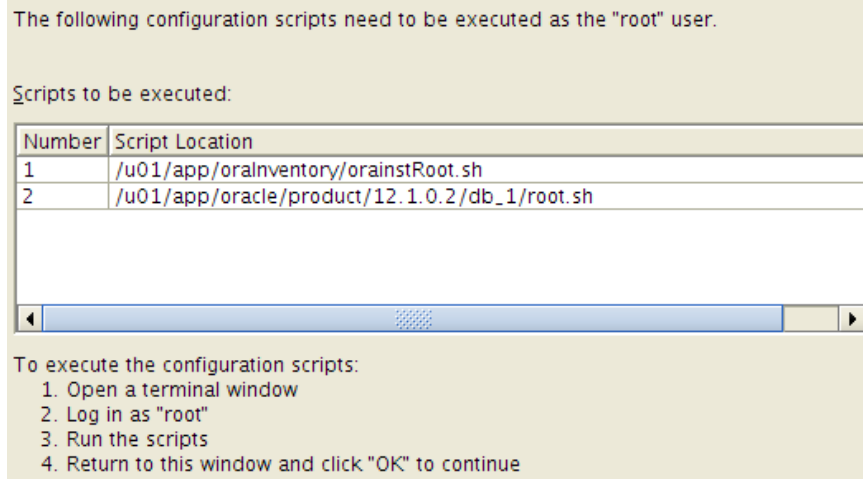 The following configuration scripts need to be executed as the "root" user.
Scripts to be executed:
Number Script Location
1 /u01/app/oraInventory/orainstRoot.sh
2 /u01/app/oracle/product/12.1.0.2/db_1/root.sh
To execute the configuration scripts:
1. Open a terminal window
2. Log in as "root"
3. Run the scripts
4. Return to this window and click "OK" to continue